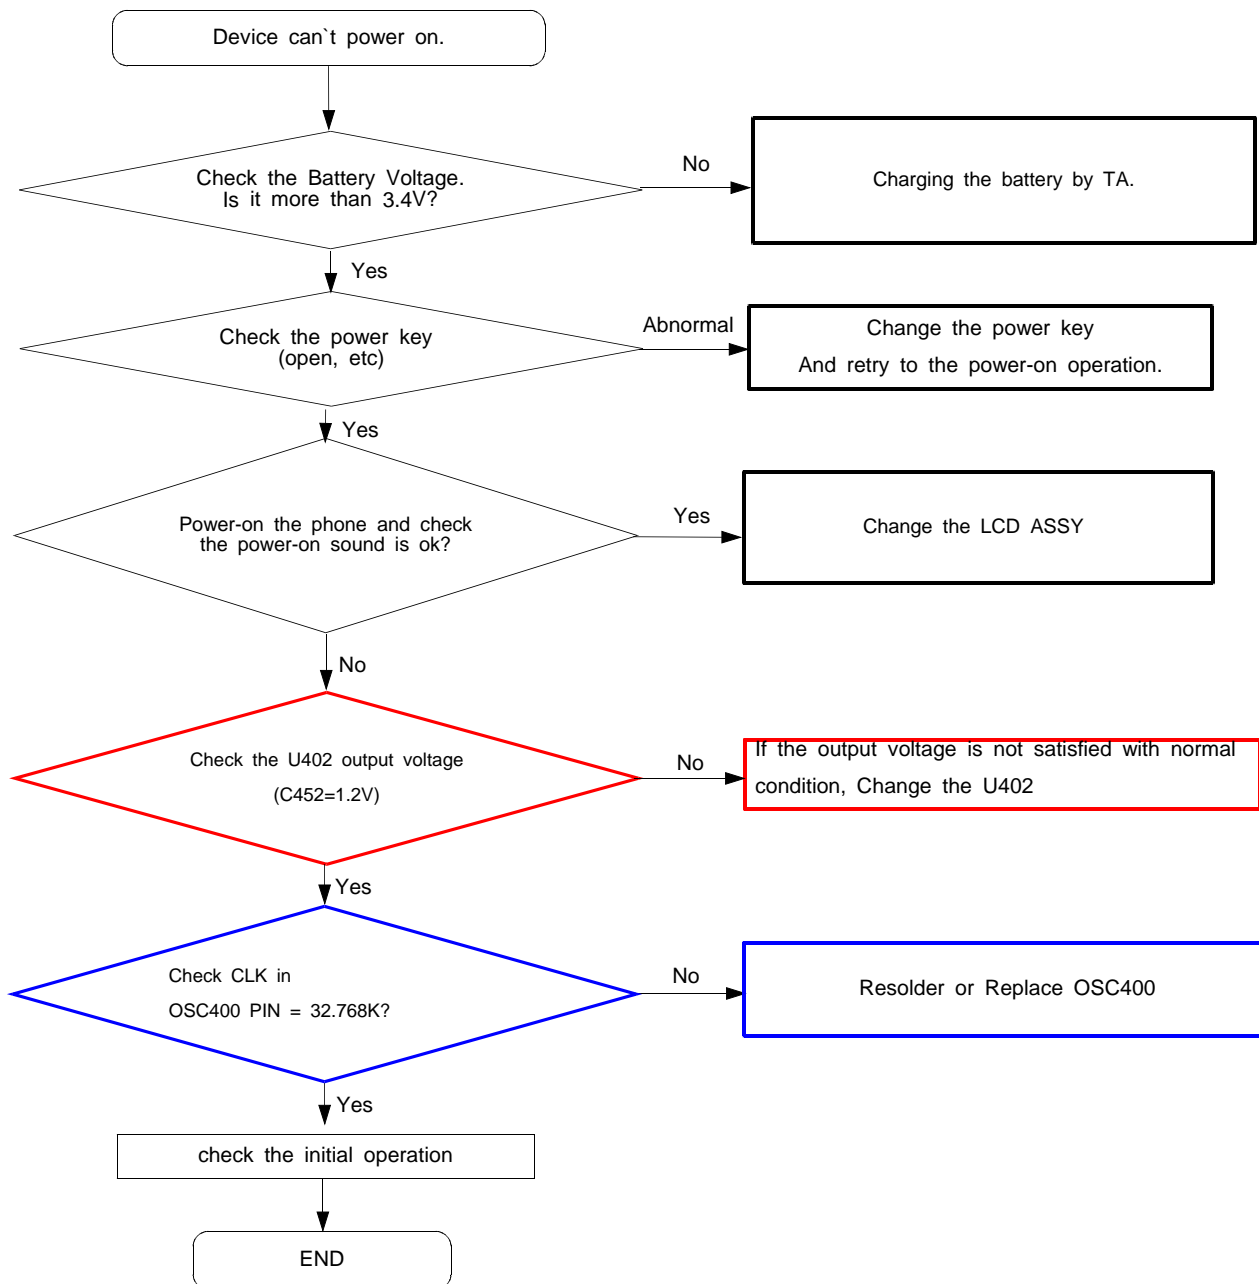 Device can`t power on.
Check the Battery Voltage.
Is it more than 3.4V?
No
Charging the battery by TA.
Yes
Check the power key
(open, etc)
Abnormal
Change the power key
And retry to the power-on operation.
Yes
Power-on the phone and check
the power-on sound is ok?
Yes
Change the LCD ASSY
No
Check the U402 output voltage
(C452=1.2V)
No
If the output voltage is not satisfied with normal
condition, Change the U402
Yes
Check CLK in
OSC400 PIN = 32.768K?
No
Resolder or Replace OSC400
Yes
check the initial operation
END